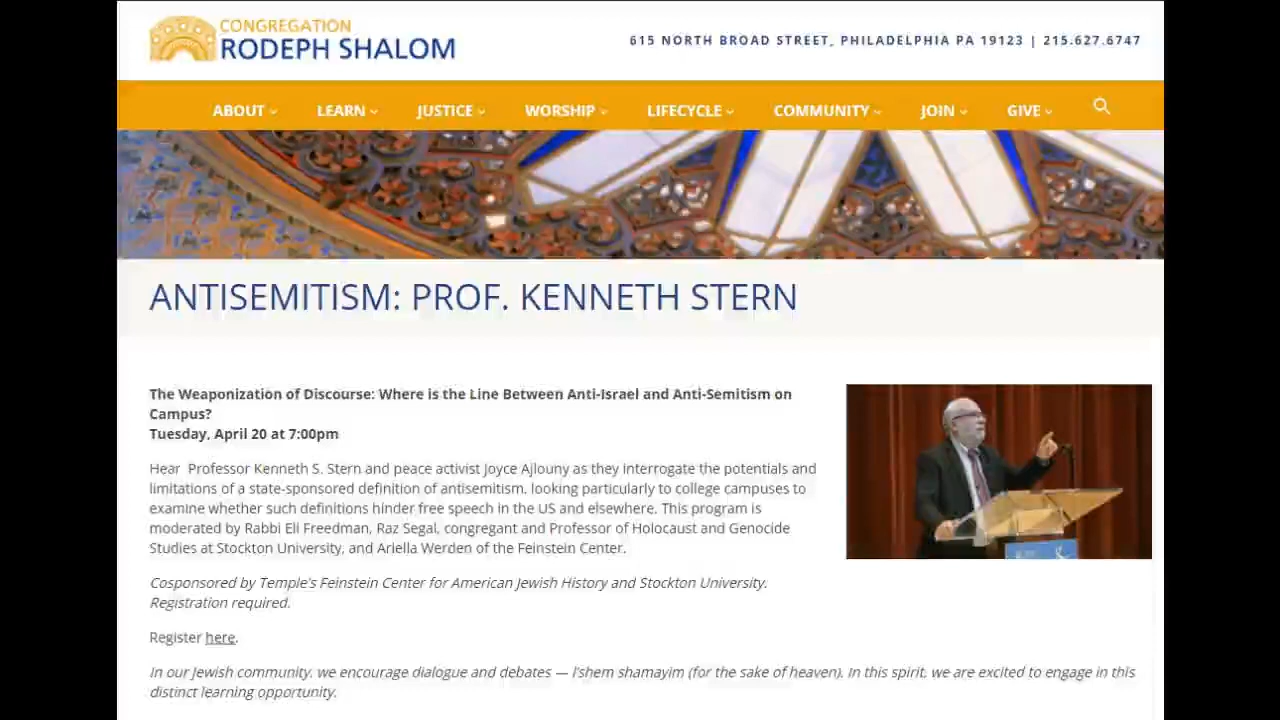 CONGREGATION
RODEPH SHALOM
615 NORTH BROAD STREET, PHILADELPHIA PA 19123 | 215.627.6747
ABOUT LEARN JUSTICE WORSHIP LIFECYCLE COMMUNITY JOIN GIVE
ANTISEMITISM: PROF. KENNETH STERN
The Weaponization of Discourse: Where is the Line Between Anti-Israel and Anti-Semitism on
Campus?
Tuesday, April 20 at 7:00pm
Hear Professor Kenneth S. Stern and peace activist Joyce Ajlouny as they interrogate the potentials and
limitations of a state-sponsored definition of antisemitism, looking particularly to college campuses to
examine whether such definitions hinder free speech in the US and elsewhere. This program is
moderated by Rabbi Eli Freedman, Raz Segal, congregant and Professor of Holocaust and Genocide
Studies at Stockton University, and Ariella Werden of the Feinstein Center.
Cosponsored by Temple's Feinstein Center for American Jewish History and Stockton University.
Registration required.
Register here.
In our Jewish community, we encourage dialogue and debates — l'shem shamayim (for the sake of heaven). In this spirit, we are excited to engage in this
distinct learning opportunity.